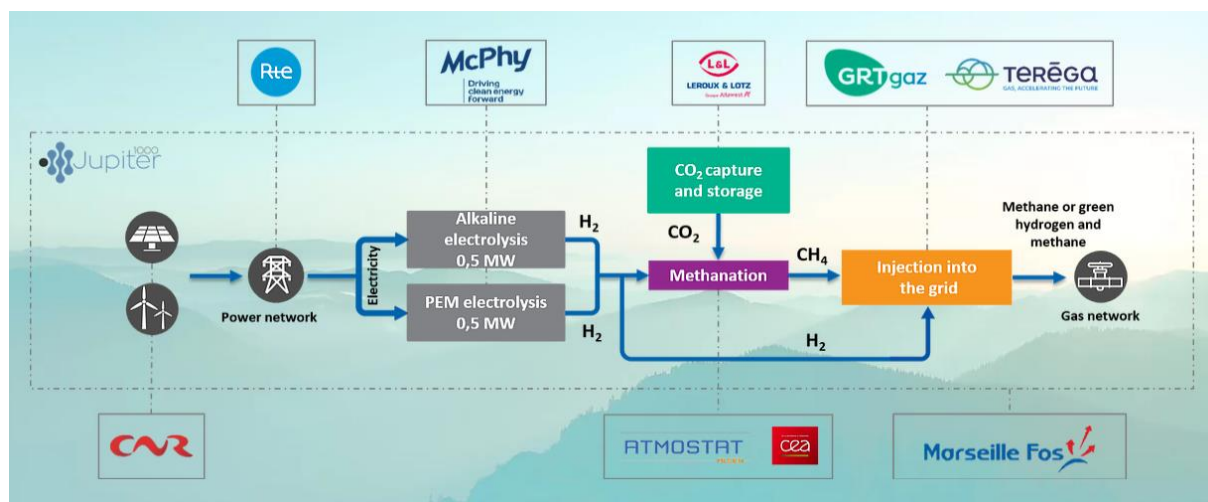 Rte
McPhy
Driving
clean energy
forward
L&L
LEROUX & LOTZ
GRTgaz
TERĒGA
GAS, ACCELERATING THE FUTURE
Jupiter 1000
CO₂ capture
and storage
Alkaline
electrolysis
0,5 MW
H₂
CO₂
Methane or green
hydrogen and
methane
Electricity
Methanation
CH₄
Injection into
the grid
PEM electrolysis
0,5 MW
Power network
H₂
H₂
Gas network
CNR
ATMOSTAT
cea
Marseille Fos